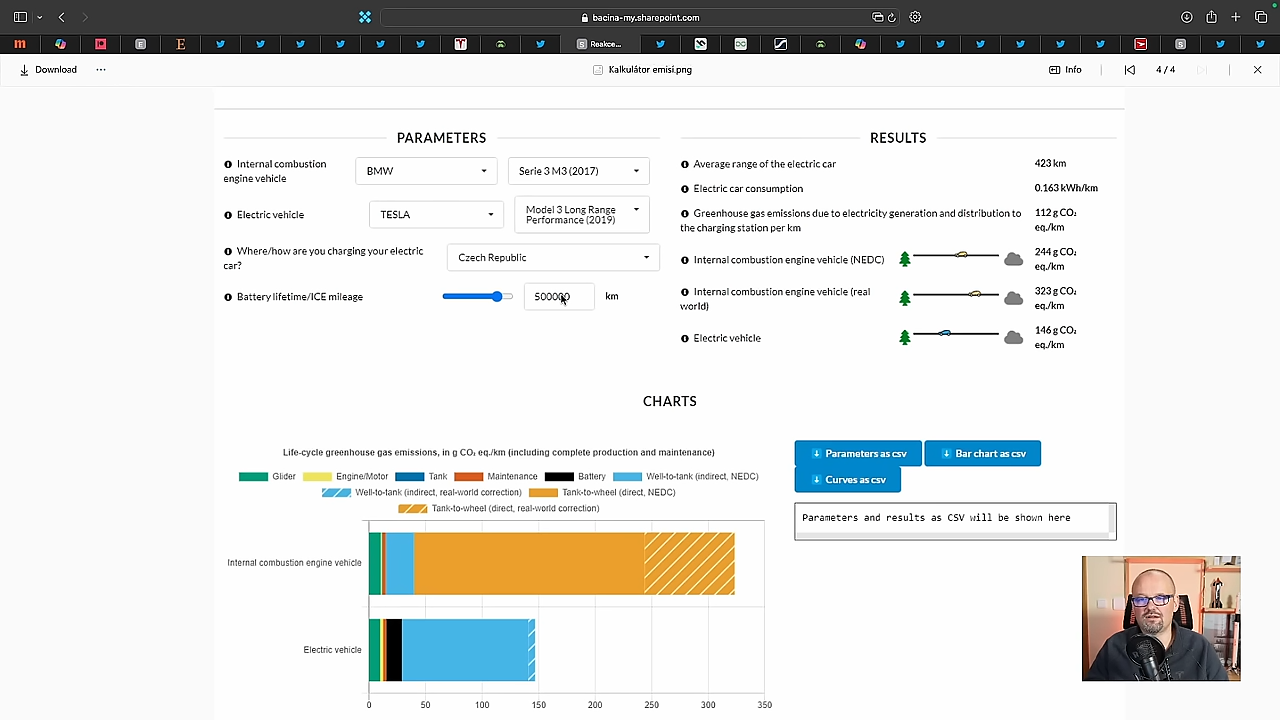 bacina-my.sharepoint.com
Reakce...
Download
Kalkulátor emisí.png
Info
4 / 4
PARAMETERS
Internal combustion
engine vehicle
BMW
Serie 3 M3 (2017)
Electric vehicle
TESLA
Model 3 Long Range
Performance (2019)
Where/how are you charging your electric
car?
Czech Republic
Battery lifetime/ICE mileage
500000
km
RESULTS
Average range of the electric car
423 km
Electric car consumption
0.163 kWh/km
Greenhouse gas emissions due to electricity generation and distribution to
the charging station per km
112 g CO₂
eq./km
Internal combustion engine vehicle (NEDC)
244 g CO₂
eq./km
Internal combustion engine vehicle (real
world)
323 g CO₂
eq./km
Electric vehicle
146 g CO₂
eq./km
CHARTS
Life-cycle greenhouse gas emissions, in g CO₂ eq./km (including complete production and maintenance)
Glider
Engine/Motor
Tank
Maintenance
Battery
Well-to-tank (indirect, NEDC)
Well-to-tank (indirect, real-world correction)
Tank-to-wheel (direct, NEDC)
Tank-to-wheel (direct, real-world correction)
Internal combustion engine vehicle
Electric vehicle
0 50 100 150 200 250 300 350
Parameters as csv
Bar chart as csv
Curves as csv
Parameters and results as CSV will be shown here